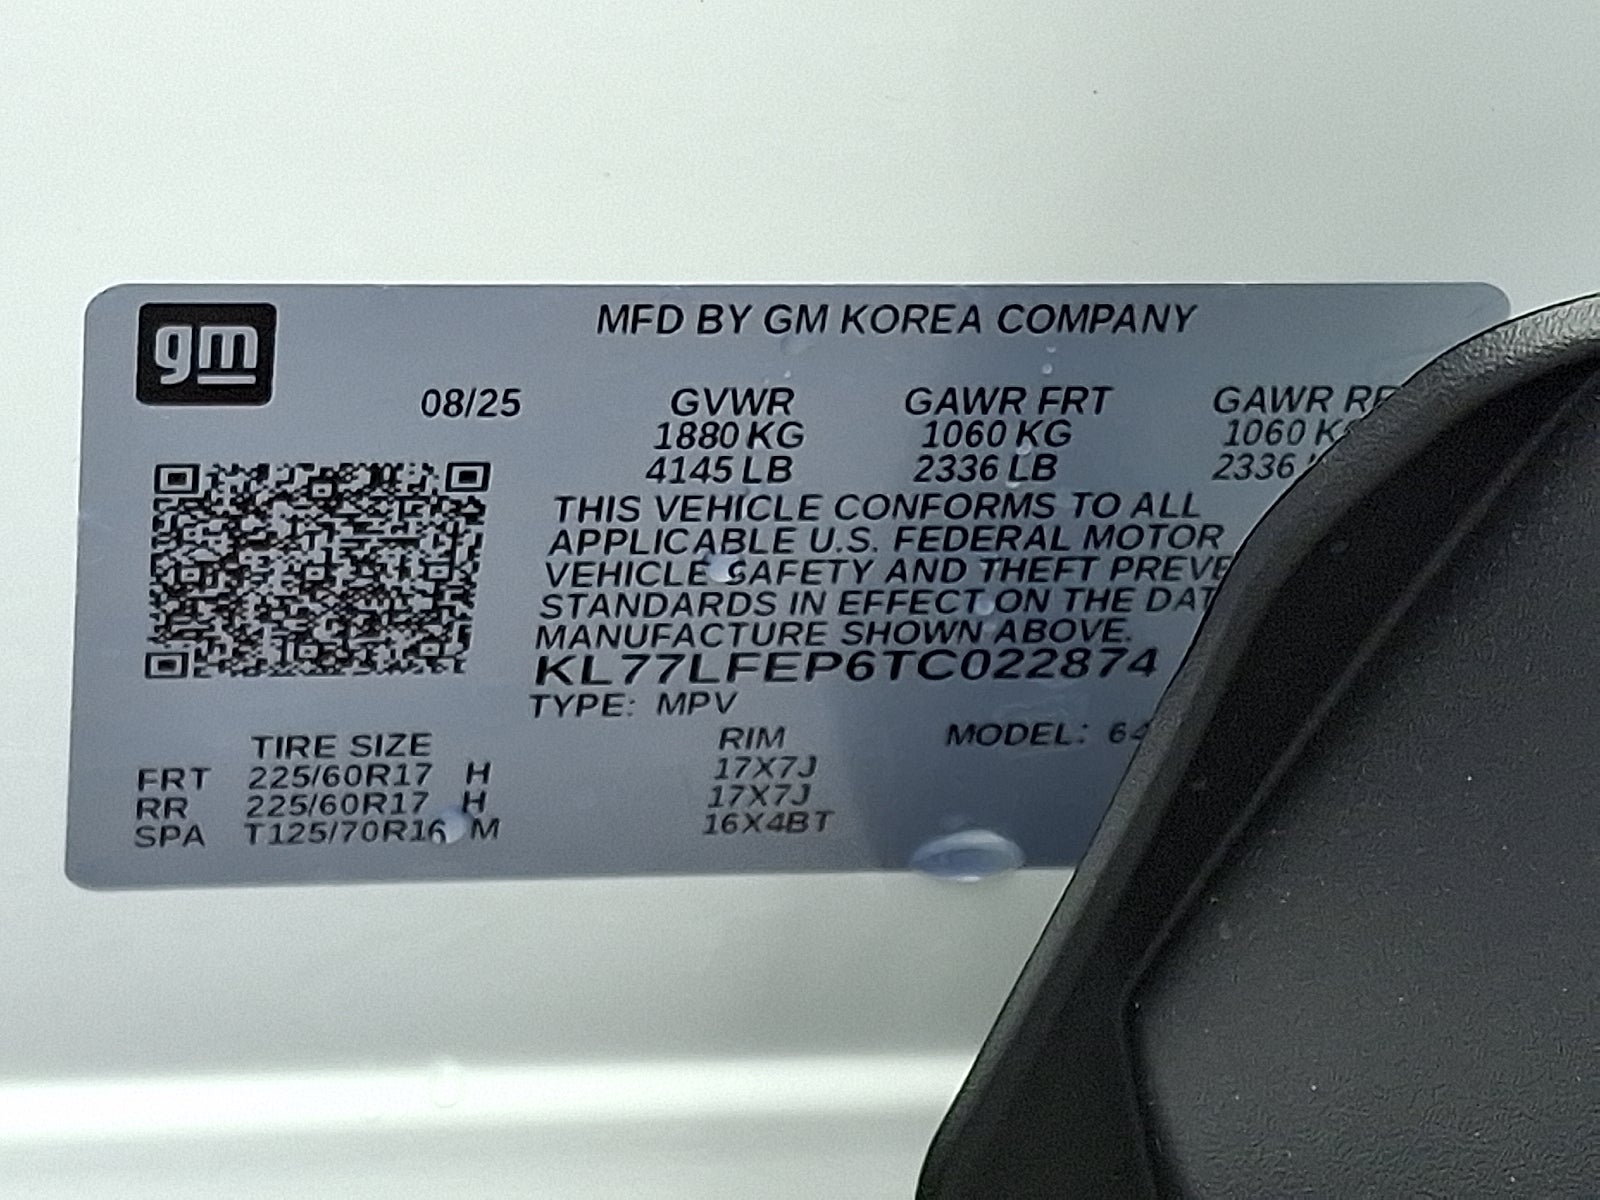 gm
MFD BY GM KOREA COMPANY
08/25 GVWR GAWR FRT GAWR
1880 KG 1060 KG 1060
4145 LB 2336 LB 2336
THIS VEHICLE CONFORMS TO ALL
APPLICABLE U.S. FEDERAL MOTOR
VEHICLE SAFETY AND THEFT
STANDARDS IN EFFECT ON THE
MANUFACTURE SHOWN ABOVE.
KL77LFEP6TC022874
TYPE: MPV
TIRE SIZE RIM MODEL:
FRT 225/60R17 H 17X7J
RR 225/60R17 H 17X7J
SPA T125/70R16 M 16X4BT